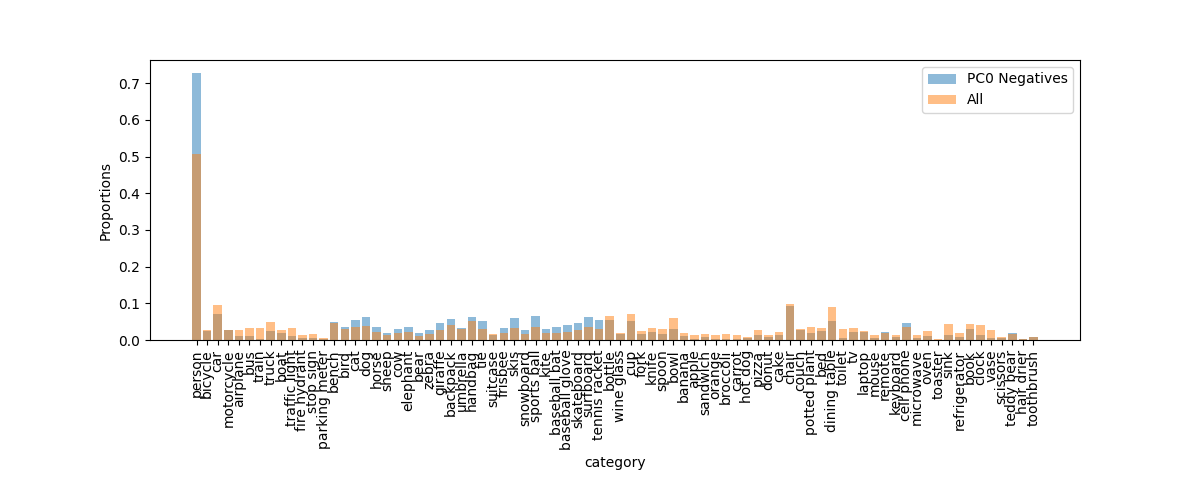 PC0 Negatives
All
Proportions
0.7
0.6
0.5
0.4
0.3
0.2
0.1
0.0
person
bicycle
car
motorcycle
airplane
bus
train
truck
boat
traffic light
fire hydrant
stop sign
parking meter
bench
bird
cat
dog
horse
sheep
cow
elephant
bear
zebra
giraffe
backpack
umbrella
handbag
tie
suitcase
frisbee
skis
snowboard
sports ball
kite
baseball bat
baseball glove
skateboard
surfboard
tennis racket
bottle
wine glass
cup
fork
knife
spoon
bowl
banana
apple
sandwich
orange
broccoli
carrot
hot dog
pizza
donut
cake
chair
couch
potted plant
bed
dining table
toilet
tv
laptop
mouse
remote
keyboard
cell phone
microwave
oven
toaster
sink
refrigerator
book
clock
vase
scissors
teddy bear
hair drier
toothbrush
category